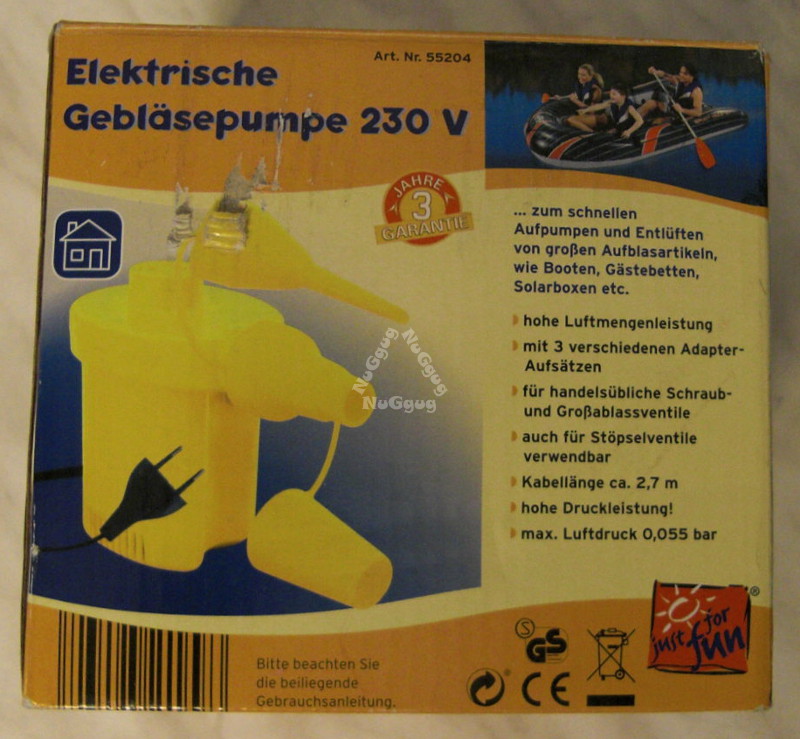 Art. Nr. 55204
Elektrische
Gebläsepumpe 230 V
JAHRE
3
GARANTIE
... zum schnellen
Aufpumpen und Entlüften
von großen Aufblasartikeln,
wie Booten, Gästebetten,
Solarboxen etc.
hohe Luftmengenleistung
mit 3 verschiedenen Adapter-
Aufsätzen
für handelsübliche Schraub-
und Großablassventile
auch für Stöpselventile
verwendbar
Kabellänge ca. 2,7 m
hohe Druckleistung!
max. Luftdruck 0,055 bar
NuGgug
NuGgug
NuGgug
Bitte beachten Sie
die beiliegende
Gebrauchsanleitung.
S
GS
CE
just for
fun
®